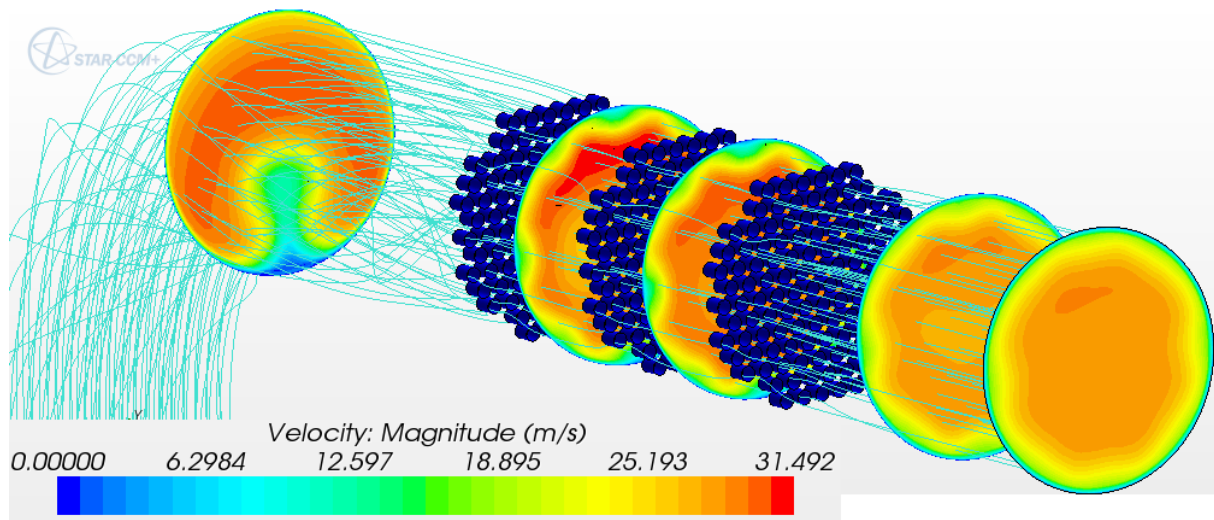 STAR-CCM+
Y
Velocity: Magnitude (m/s)
0.00000 6.2984 12.597 18.895 25.193 31.492